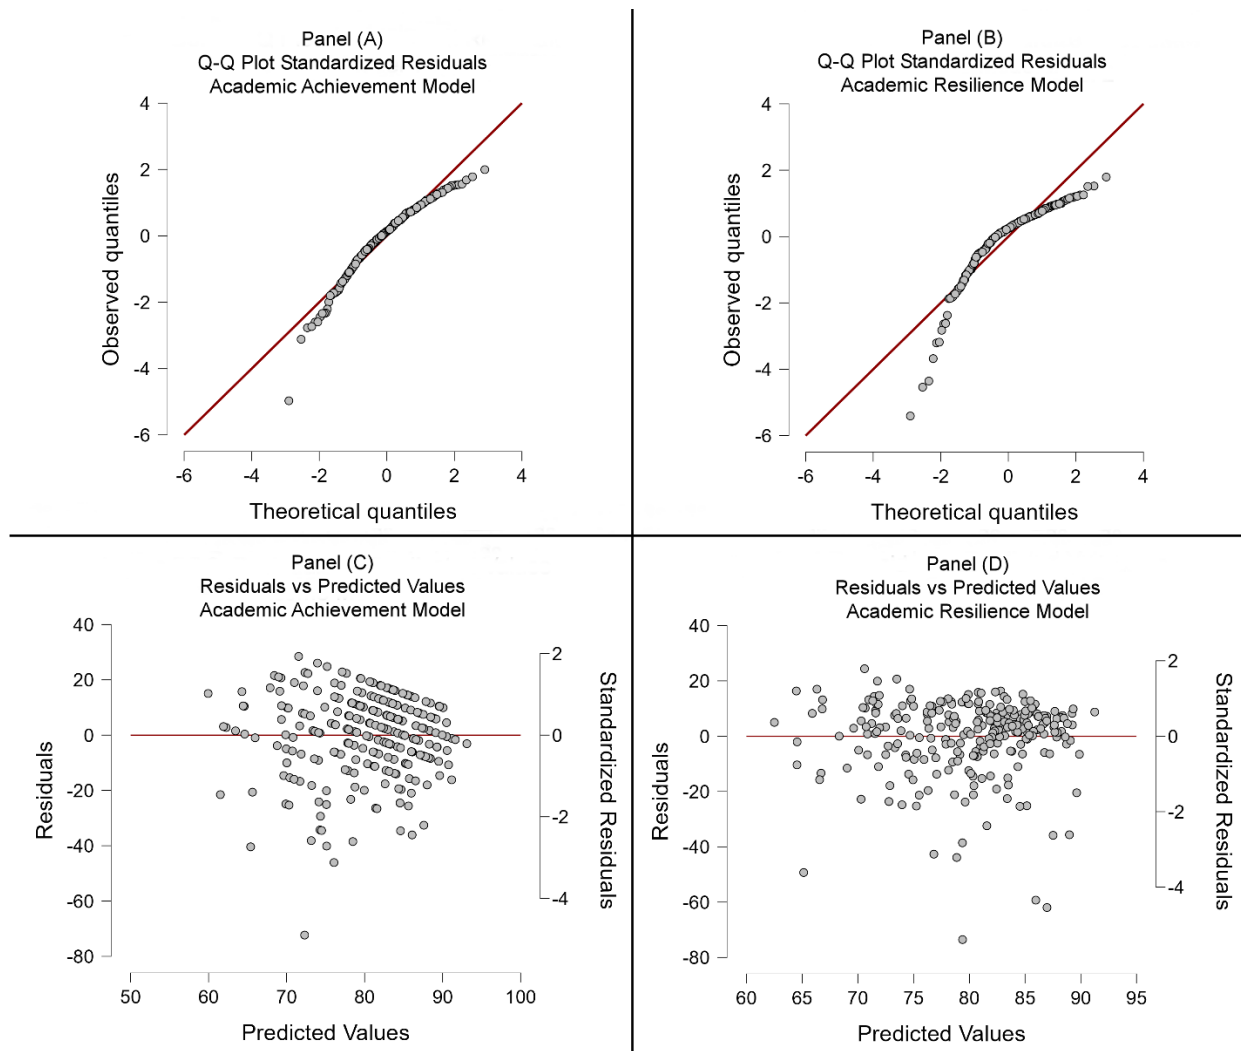 Panel (A)
Q-Q Plot Standardized Residuals
Academic Achievement Model
4
2
0
-2
-4
-6
Observed quantiles
-6 -4 -2 0 2 4
Theoretical quantiles
Panel (B)
Q-Q Plot Standardized Residuals
Academic Resilience Model
4
2
0
-2
-4
-6
Observed quantiles
-6 -4 -2 0 2 4
Theoretical quantiles
Panel (C)
Residuals vs Predicted Values
Academic Achievement Model
40
20
0
-20
-40
-60
-80
Residuals
2
0
-2
-4
Standardized Residuals
50 60 70 80 90 100
Predicted Values
Panel (D)
Residuals vs Predicted Values
Academic Resilience Model
40
20
0
-20
-40
-60
-80
Residuals
2
0
-2
-4
Standardized Residuals
60 65 70 75 80 85 90 95
Predicted Values